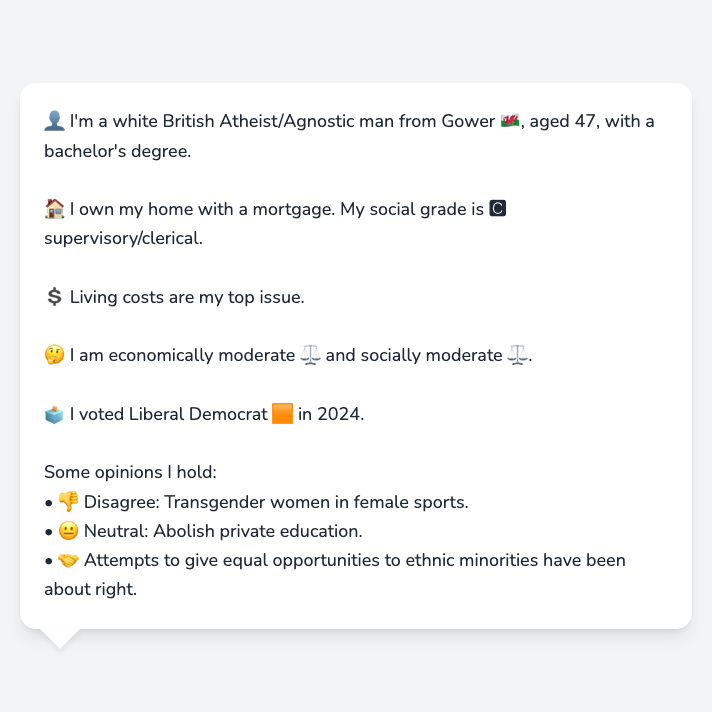 👤 I'm a white British Atheist/Agnostic man from Gower 🏴󠁧󠁢󠁷󠁬󠁳󠁿, aged 47, with a
bachelor's degree.
🏠 I own my home with a mortgage. My social grade is 🅲
supervisory/clerical.
💲 Living costs are my top issue.
🤔 I am economically moderate ⚖️ and socially moderate ⚖️.
🗳️ I voted Liberal Democrat 🟧 in 2024.
Some opinions I hold:
• 👎 Disagree: Transgender women in female sports.
• 😐 Neutral: Abolish private education.
• 🤝 Attempts to give equal opportunities to ethnic minorities have been
about right.